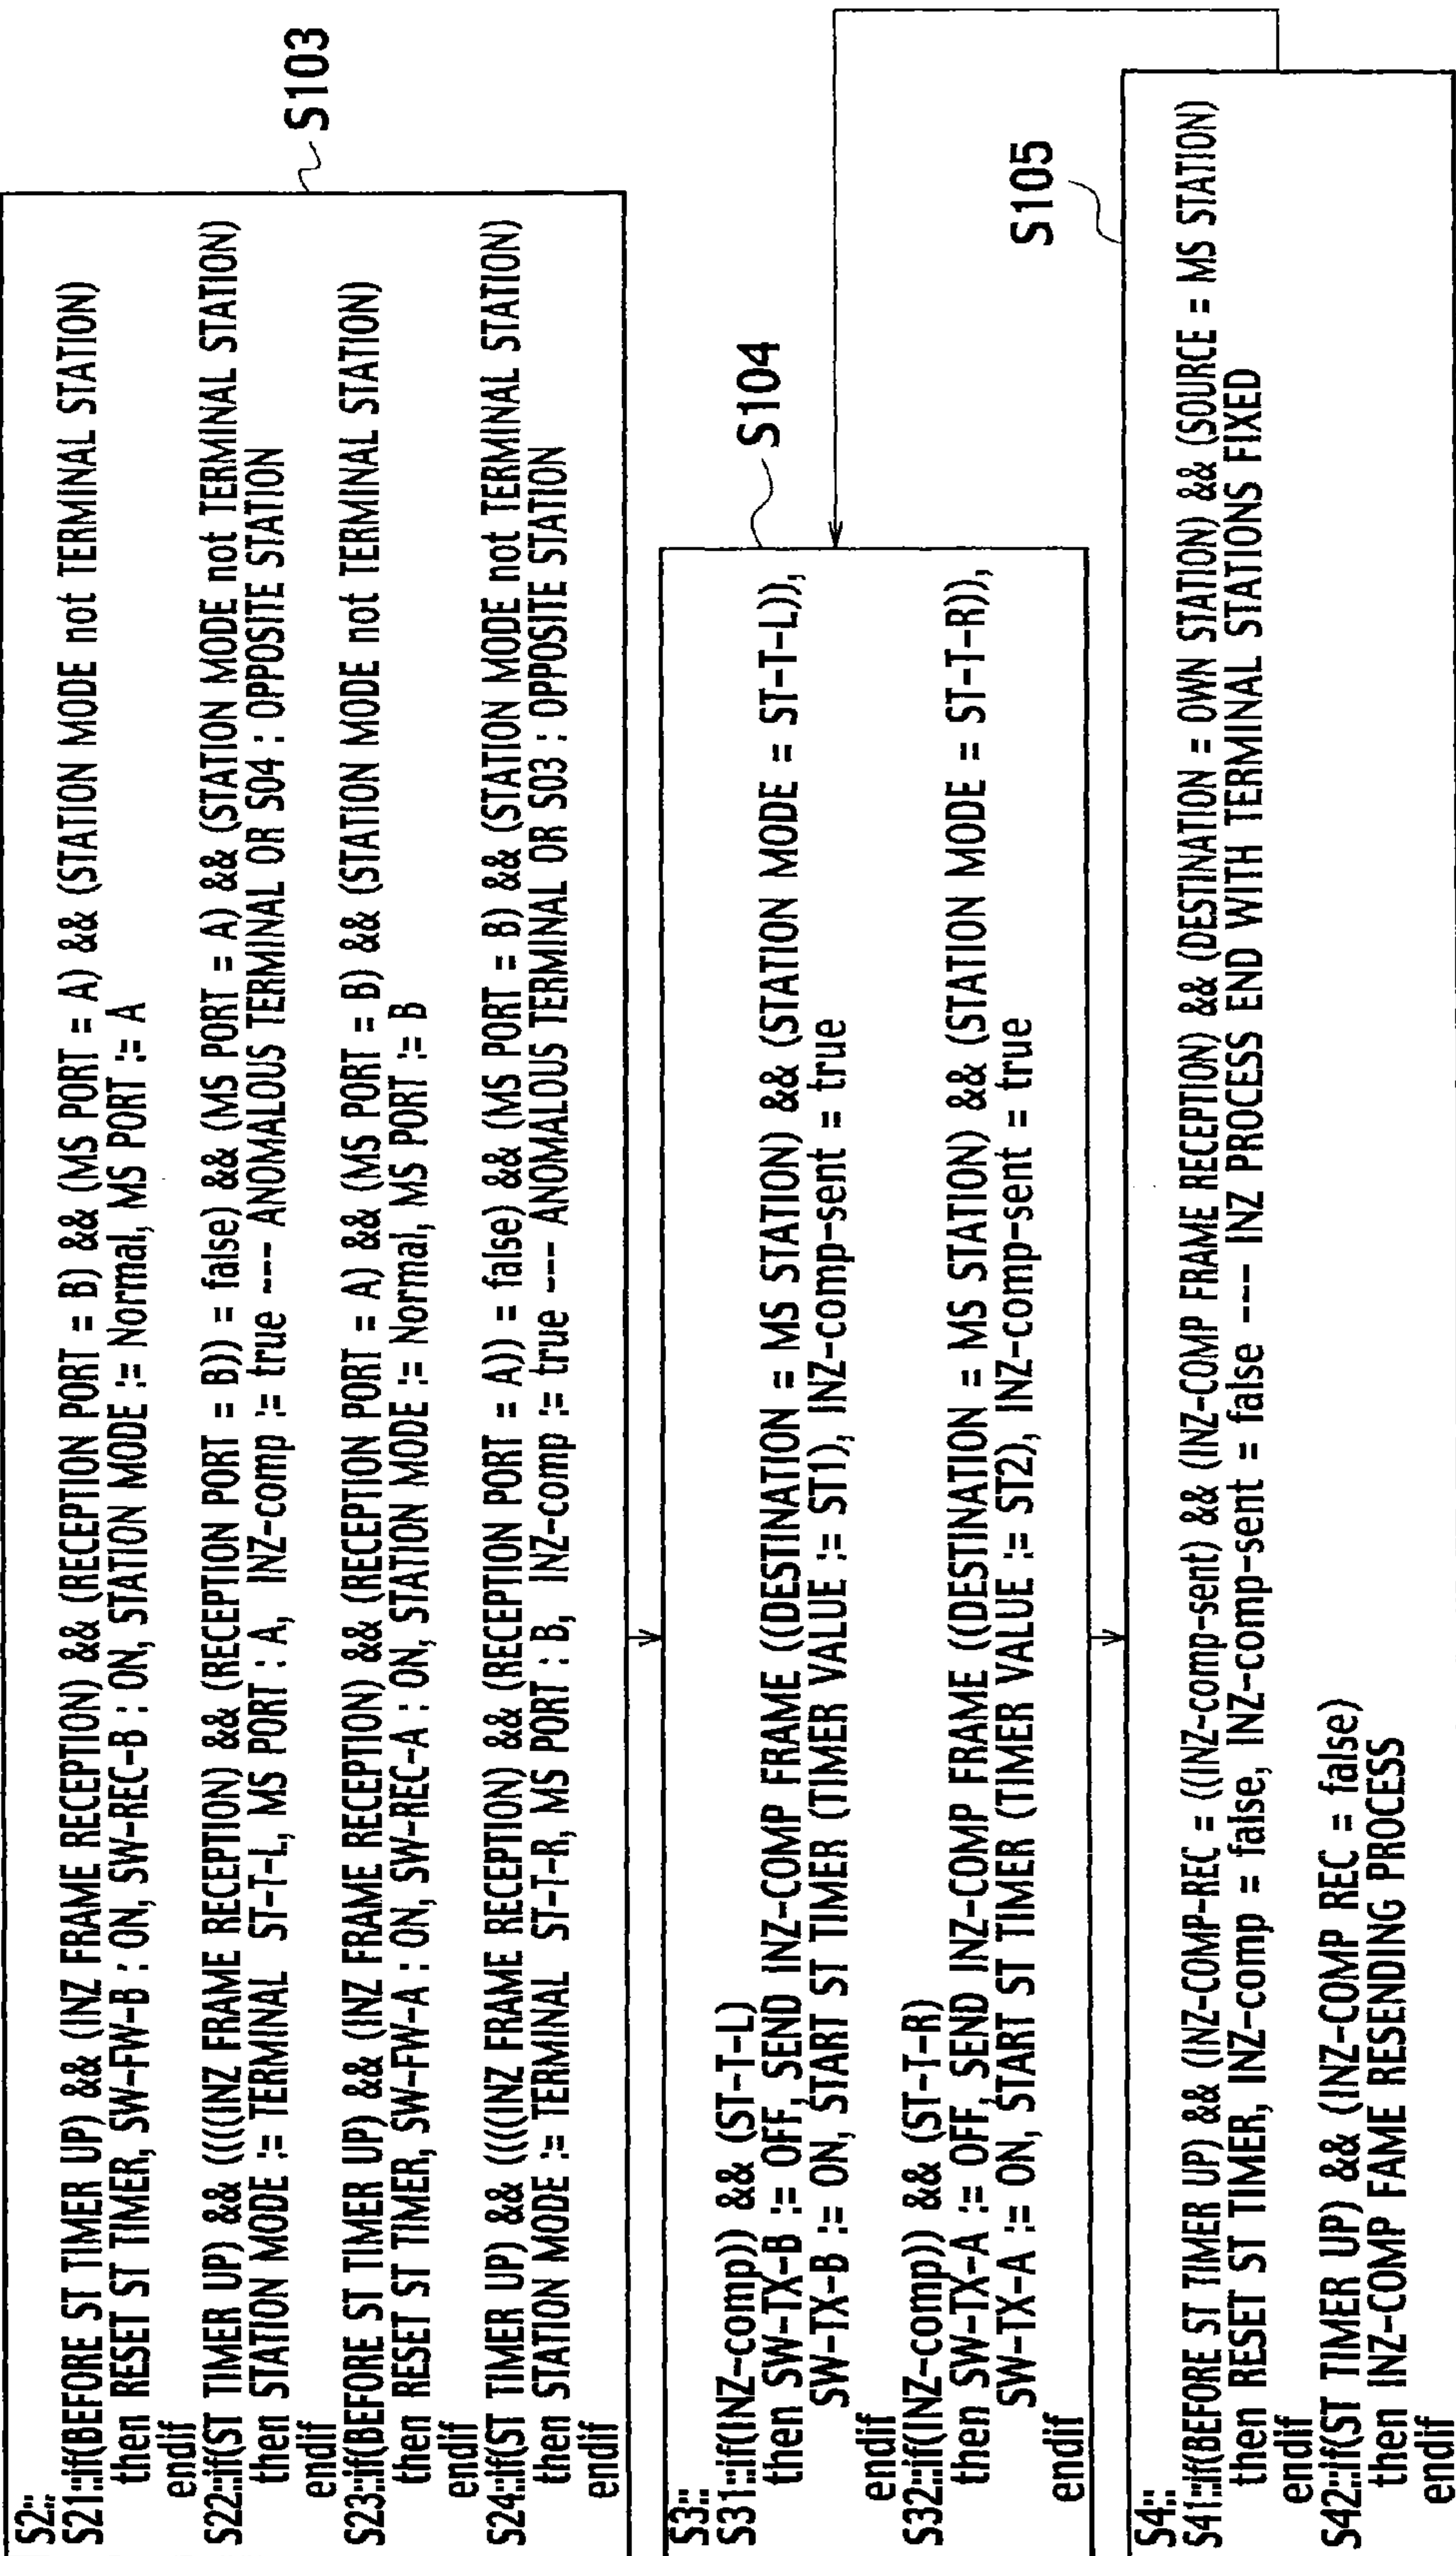 S103
S2::
S21::if(BEFORE ST TIMER UP) && (INZ FRAME RECEPTION) && (RECEPTION PORT = B) && (MS PORT = A) && (STATION MODE not TERMINAL STATION)
then RESET ST TIMER, SW-FW-B : ON, SW-REC-B : ON, STATION MODE := Normal, MS PORT := A
endif
S22::if(ST TIMER UP) && ((((INZ FRAME RECEPTION) && (RECEPTION PORT = B)) = false) && (MS PORT = A) && (STATION MODE not TERMINAL STATION)
then STATION MODE := TERMINAL ST-T-L, MS PORT : A, INZ-comp := true --- ANOMALOUS TERMINAL OR S04 : OPPOSITE STATION
endif
S23::if(BEFORE ST TIMER UP) && (INZ FRAME RECEPTION) && (RECEPTION PORT = A) && (MS PORT = B) && (STATION MODE not TERMINAL STATION)
then RESET ST TIMER, SW-FW-A : ON, SW-REC-A : ON, STATION MODE := Normal, MS PORT := B
endif
S24::if(ST TIMER UP) && ((((INZ FRAME RECEPTION) && (RECEPTION PORT = A)) = false) && (MS PORT = B) && (STATION MODE not TERMINAL STATION)
then STATION MODE := TERMINAL ST-T-R, MS PORT : B, INZ-comp := true --- ANOMALOUS TERMINAL OR S03 : OPPOSITE STATION
endif
S104
S3::
S31::if(INZ-comp)) && (ST-T-L)
then SW-TX-B := OFF, SEND INZ-COMP FRAME ((DESTINATION = MS STATION) && (STATION MODE = ST-T-L)),
SW-TX-B := ON, START ST TIMER (TIMER VALUE := ST1), INZ-comp-sent = true
endif
S32::if(INZ-comp)) && (ST-T-R)
then SW-TX-A := OFF, SEND INZ-COMP FRAME ((DESTINATION = MS STATION) && (STATION MODE = ST-T-R)),
SW-TX-A := ON, START ST TIMER (TIMER VALUE := ST2), INZ-comp-sent = true
endif
S105
S4::
S41::if(BEFORE ST TIMER UP) && (INZ-COMP-REC = ((INZ-comp-sent) && (INZ-COMP FRAME RECEPTION) && (DESTINATION = OWN STATION) && (SOURCE = MS STATION)
then RESET ST TIMER, INZ-comp = false, INZ-comp-sent = false --- INZ PROCESS END WITH TERMINAL STATIONS FIXED
endif
S42::if(ST TIMER UP) && (INZ-COMP REC = false)
then INZ-COMP FAME RESENDING PROCESS
endif